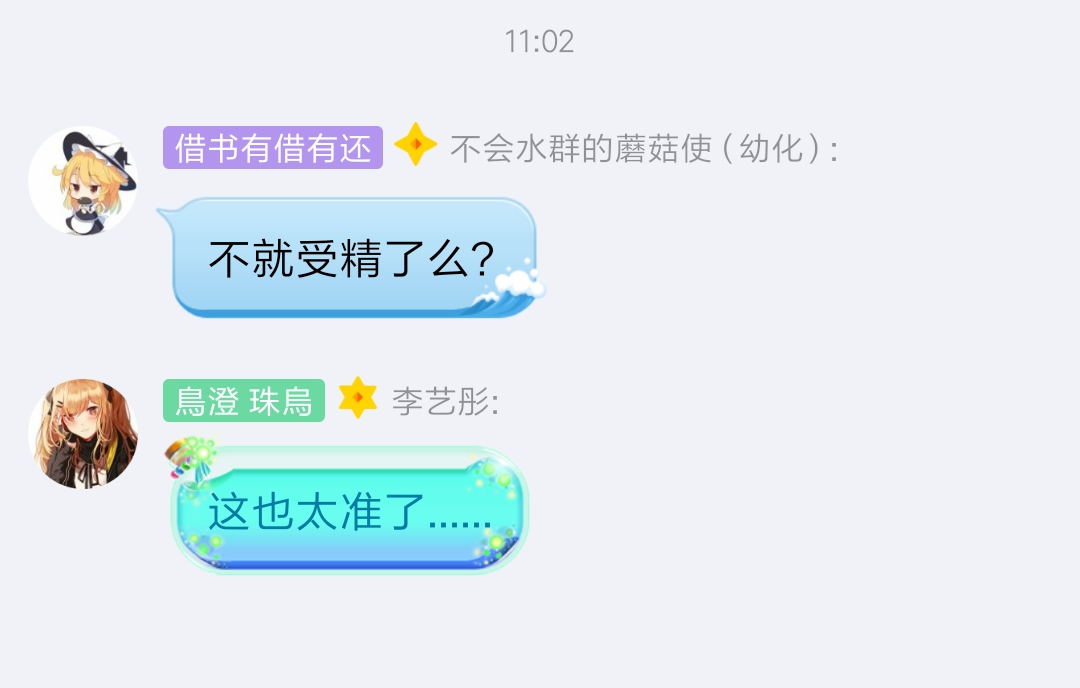 11:02
借书有借有还 不会水群的蘑菇使（幼化）:
不就受精了么?
鳥澄 珠烏 李艺彤:
这也太准了......